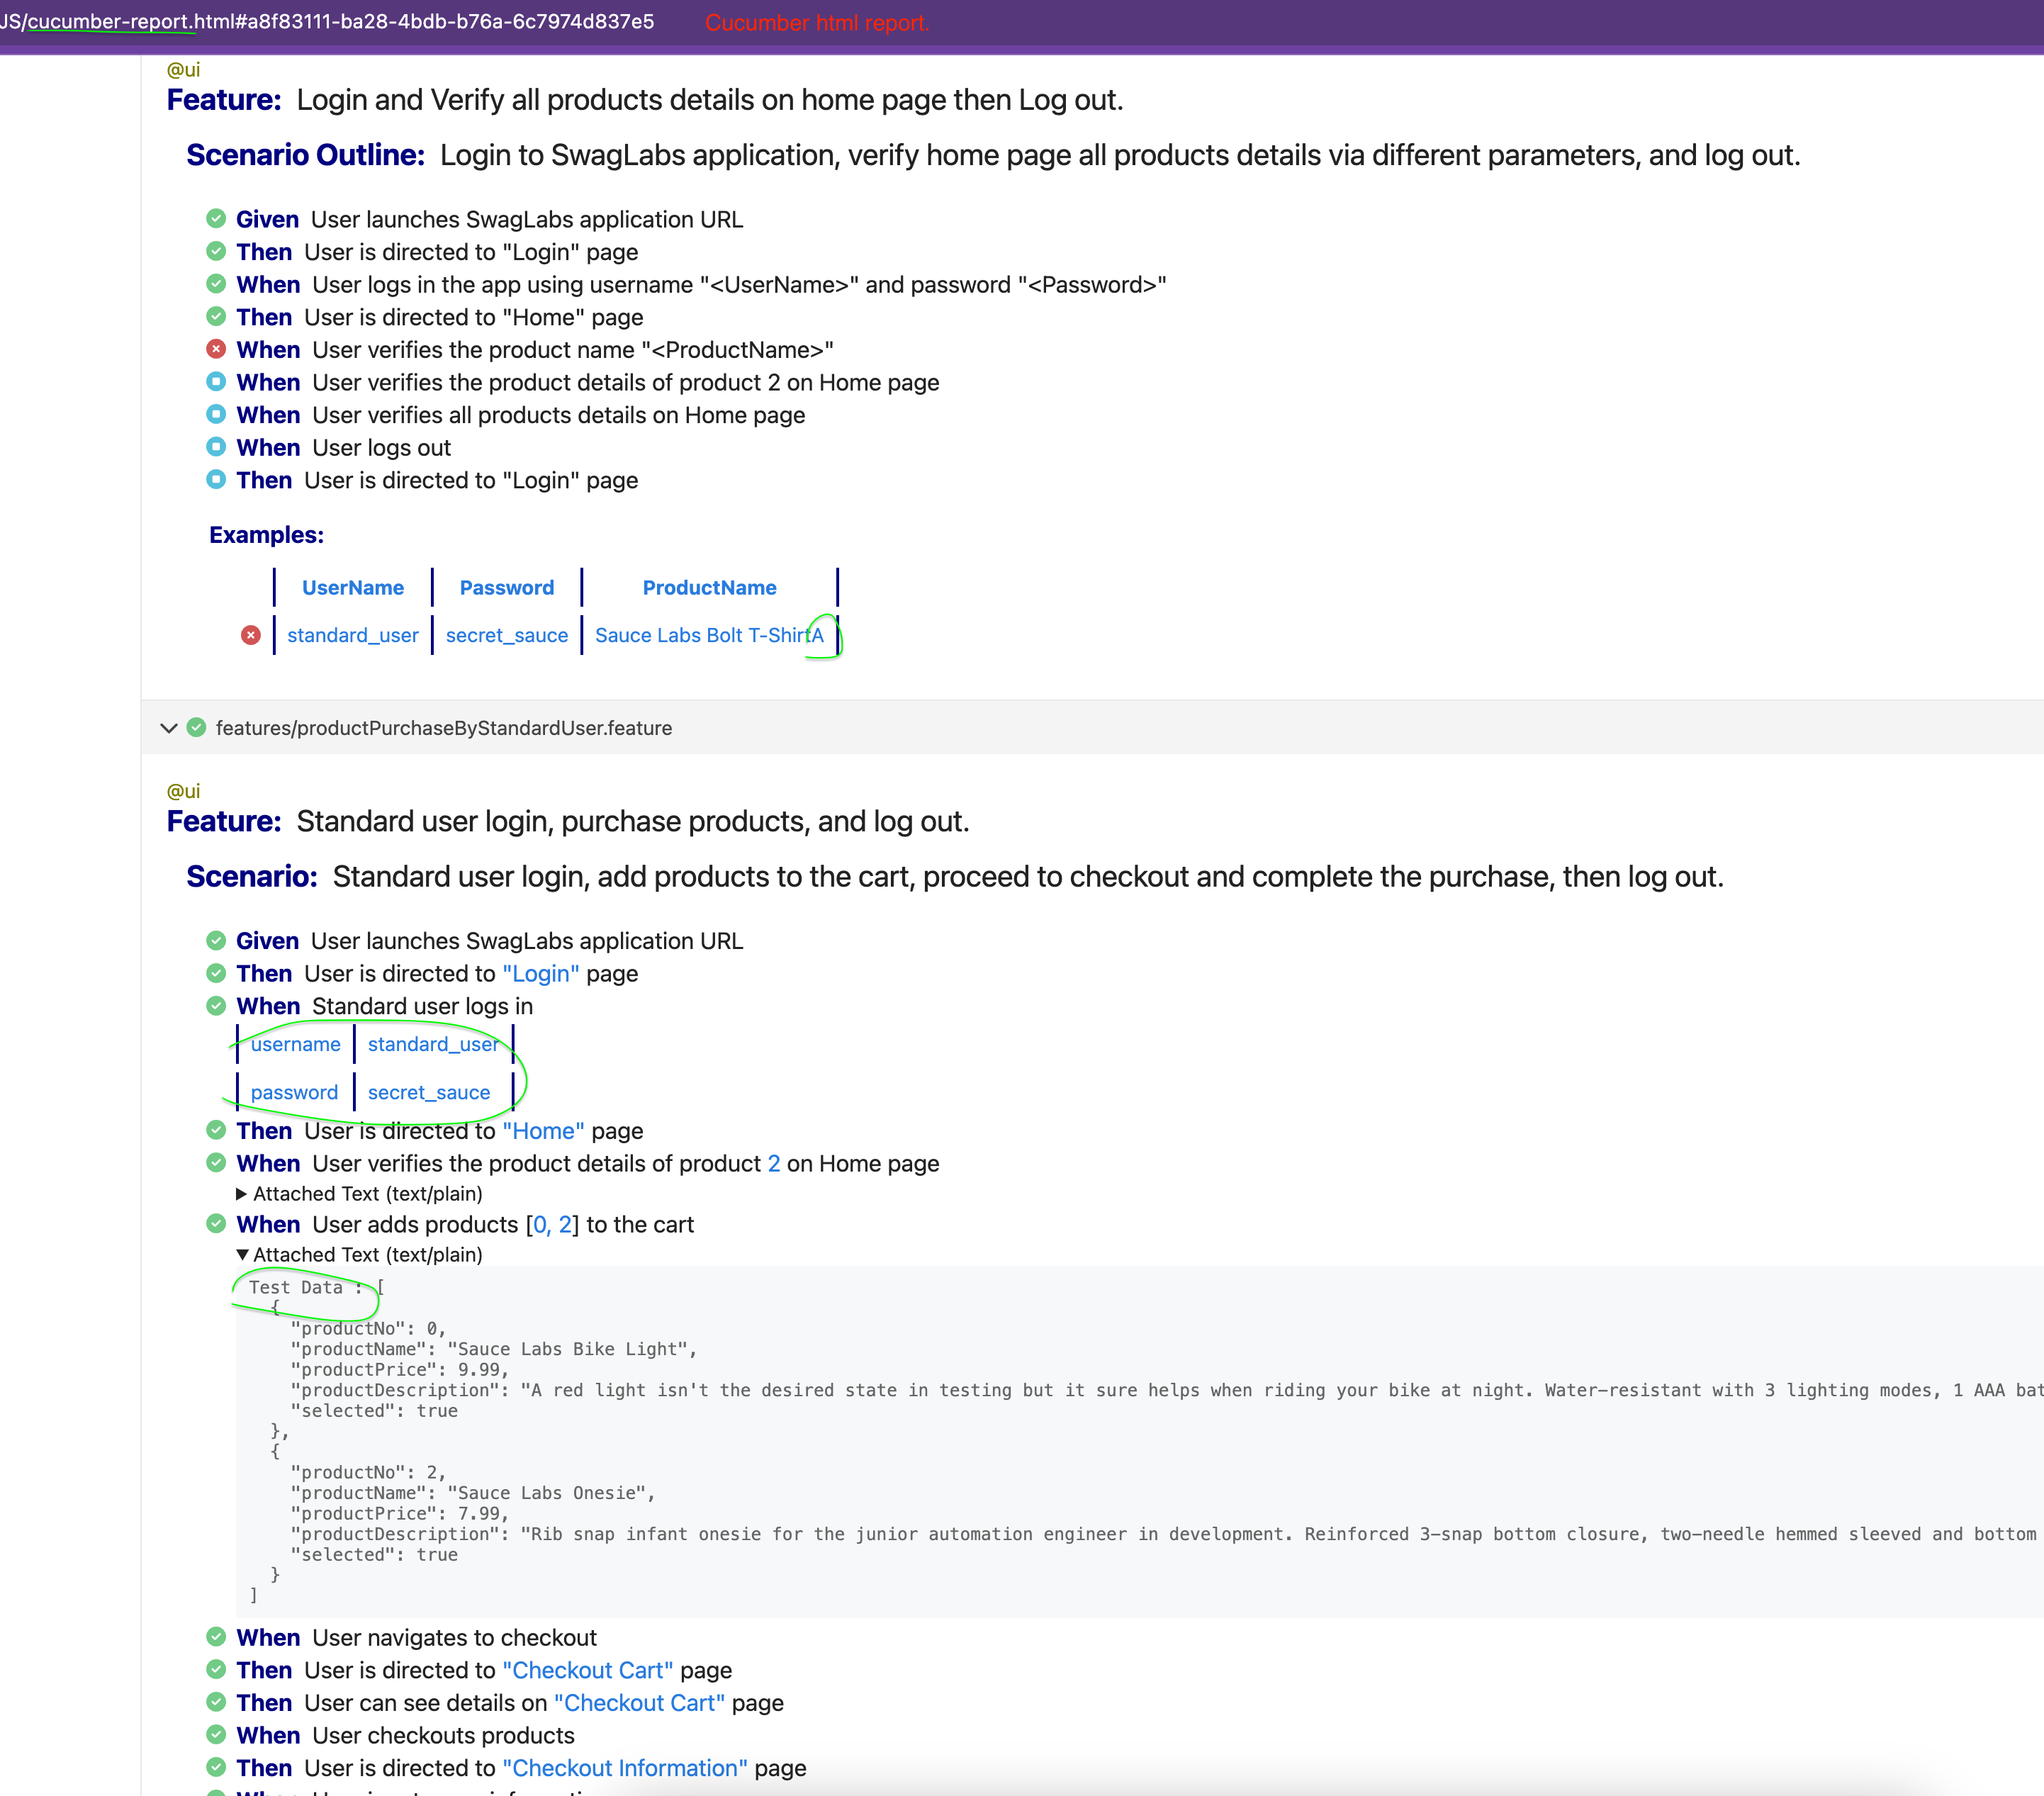 JS/cucumber-report.html#a8f83111-ba28-4bdb-b76a-6c7974d837e5 Cucumber html report.
@ui
Feature: Login and Verify all products details on home page then Log out.
Scenario Outline: Login to SwagLabs application, verify home page all products details via different parameters, and log out.
Given User launches SwagLabs application URL
Then User is directed to "Login" page
When User logs in the app using username "<UserName>" and password "<Password>"
Then User is directed to "Home" page
When User verifies the product name "<ProductName>"
When User verifies the product details of product 2 on Home page
When User verifies all products details on Home page
When User logs out
Then User is directed to "Login" page
Examples:
UserName Password ProductName
standard_user secret_sauce Sauce Labs Bolt T-ShirtA
features/productPurchaseByStandardUser.feature
@ui
Feature: Standard user login, purchase products, and log out.
Scenario: Standard user login, add products to the cart, proceed to checkout and complete the purchase, then log out.
Given User launches SwagLabs application URL
Then User is directed to "Login" page
When Standard user logs in
username standard_user
password secret_sauce
Then User is directed to "Home" page
When User verifies the product details of product 2 on Home page
Attached Text (text/plain)
When User adds products [0, 2] to the cart
Attached Text (text/plain)
Test Data : [
{
"productNo": 0,
"productName": "Sauce Labs Bike Light",
"productPrice": 9.99,
"productDescription": "A red light isn't the desired state in testing but it sure helps when riding your bike at night. Water-resistant with 3 lighting modes, 1 AAA bat
"selected": true
},
{
"productNo": 2,
"productName": "Sauce Labs Onesie",
"productPrice": 7.99,
"productDescription": "Rib snap infant onesie for the junior automation engineer in development. Reinforced 3-snap bottom closure, two-needle hemmed sleeved and bottom
"selected": true
}
]
When User navigates to checkout
Then User is directed to "Checkout Cart" page
Then User can see details on "Checkout Cart" page
When User checkouts products
Then User is directed to "Checkout Information" page